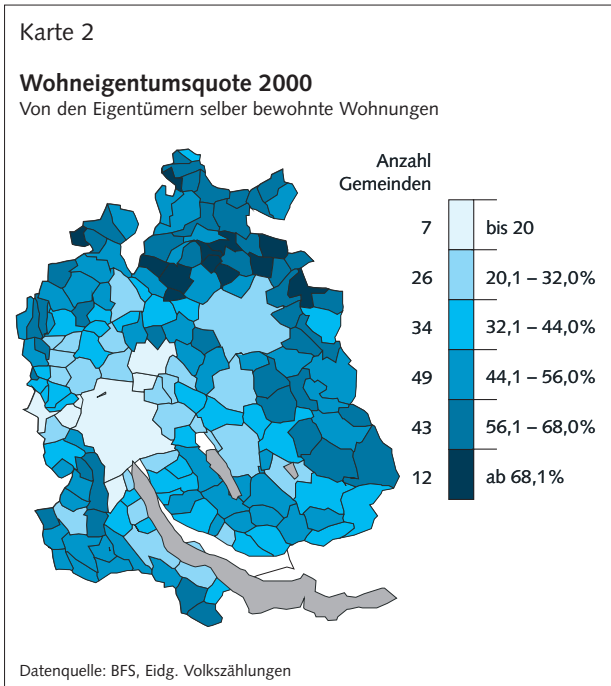 Karte 2
Wohneigentumsquote 2000
Von den Eigentümern selber bewohnte Wohnungen
Anzahl
Gemeinden
7 bis 20
26 20,1 – 32,0%
34 32,1 – 44,0%
49 44,1 – 56,0%
43 56,1 – 68,0%
12 ab 68,1%
Datenquelle: BFS, Eidg. Volkszählungen